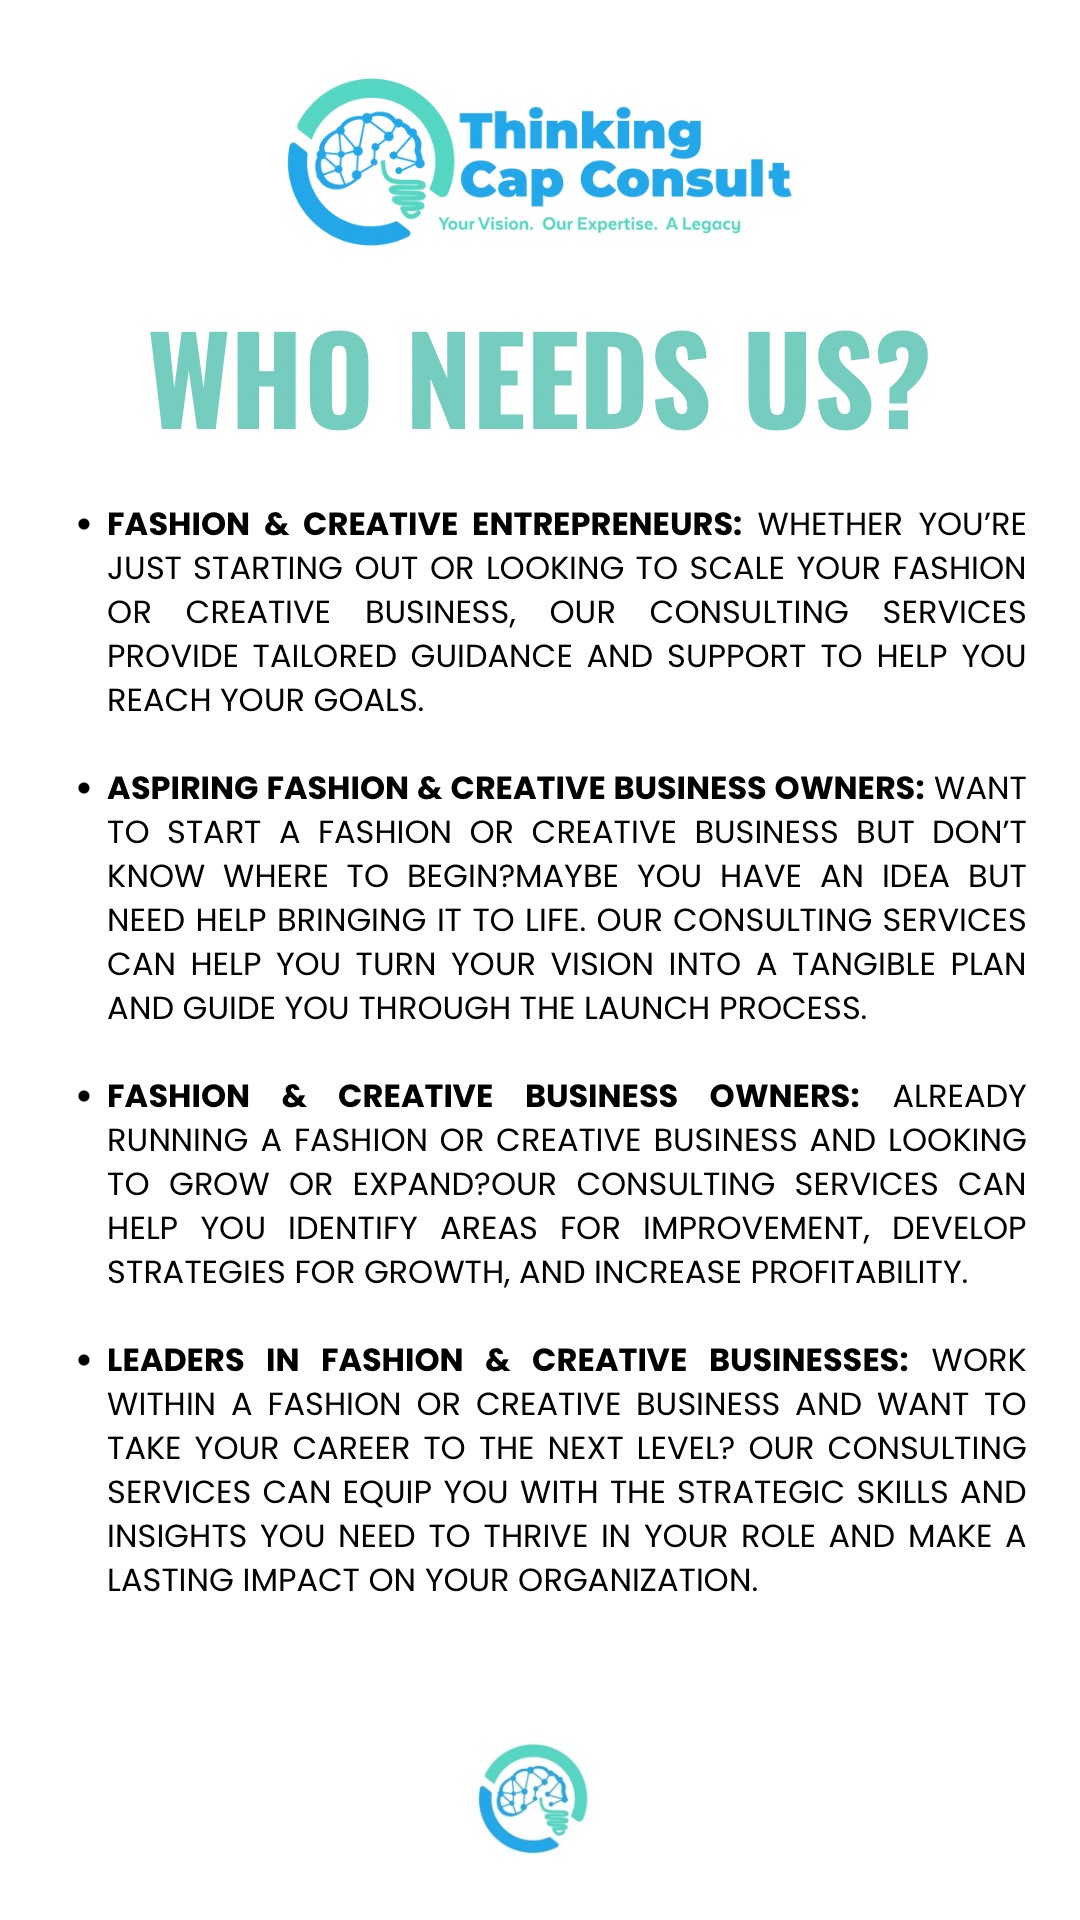 Thinking
Cap Consult
Your Vision. Our Expertise. A Legacy
WHO NEEDS US?
• FASHION & CREATIVE ENTREPRENEURS: WHETHER YOU’RE
JUST STARTING OUT OR LOOKING TO SCALE YOUR FASHION
OR CREATIVE BUSINESS, OUR CONSULTING SERVICES
PROVIDE TAILORED GUIDANCE AND SUPPORT TO HELP YOU
REACH YOUR GOALS.
• ASPIRING FASHION & CREATIVE BUSINESS OWNERS: WANT
TO START A FASHION OR CREATIVE BUSINESS BUT DON’T
KNOW WHERE TO BEGIN?MAYBE YOU HAVE AN IDEA BUT
NEED HELP BRINGING IT TO LIFE. OUR CONSULTING SERVICES
CAN HELP YOU TURN YOUR VISION INTO A TANGIBLE PLAN
AND GUIDE YOU THROUGH THE LAUNCH PROCESS.
• FASHION & CREATIVE BUSINESS OWNERS: ALREADY
RUNNING A FASHION OR CREATIVE BUSINESS AND LOOKING
TO GROW OR EXPAND?OUR CONSULTING SERVICES CAN
HELP YOU IDENTIFY AREAS FOR IMPROVEMENT, DEVELOP
STRATEGIES FOR GROWTH, AND INCREASE PROFITABILITY.
• LEADERS IN FASHION & CREATIVE BUSINESSES: WORK
WITHIN A FASHION OR CREATIVE BUSINESS AND WANT TO
TAKE YOUR CAREER TO THE NEXT LEVEL? OUR CONSULTING
SERVICES CAN EQUIP YOU WITH THE STRATEGIC SKILLS AND
INSIGHTS YOU NEED TO THRIVE IN YOUR ROLE AND MAKE A
LASTING IMPACT ON YOUR ORGANIZATION.